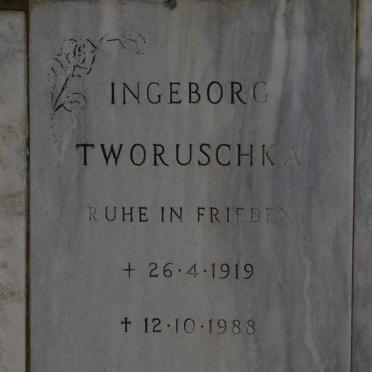 INGEBORG
TWORUSCHKA
RUHE IN FRIEDEN
+ 26·4·1919
† 12·10·1988